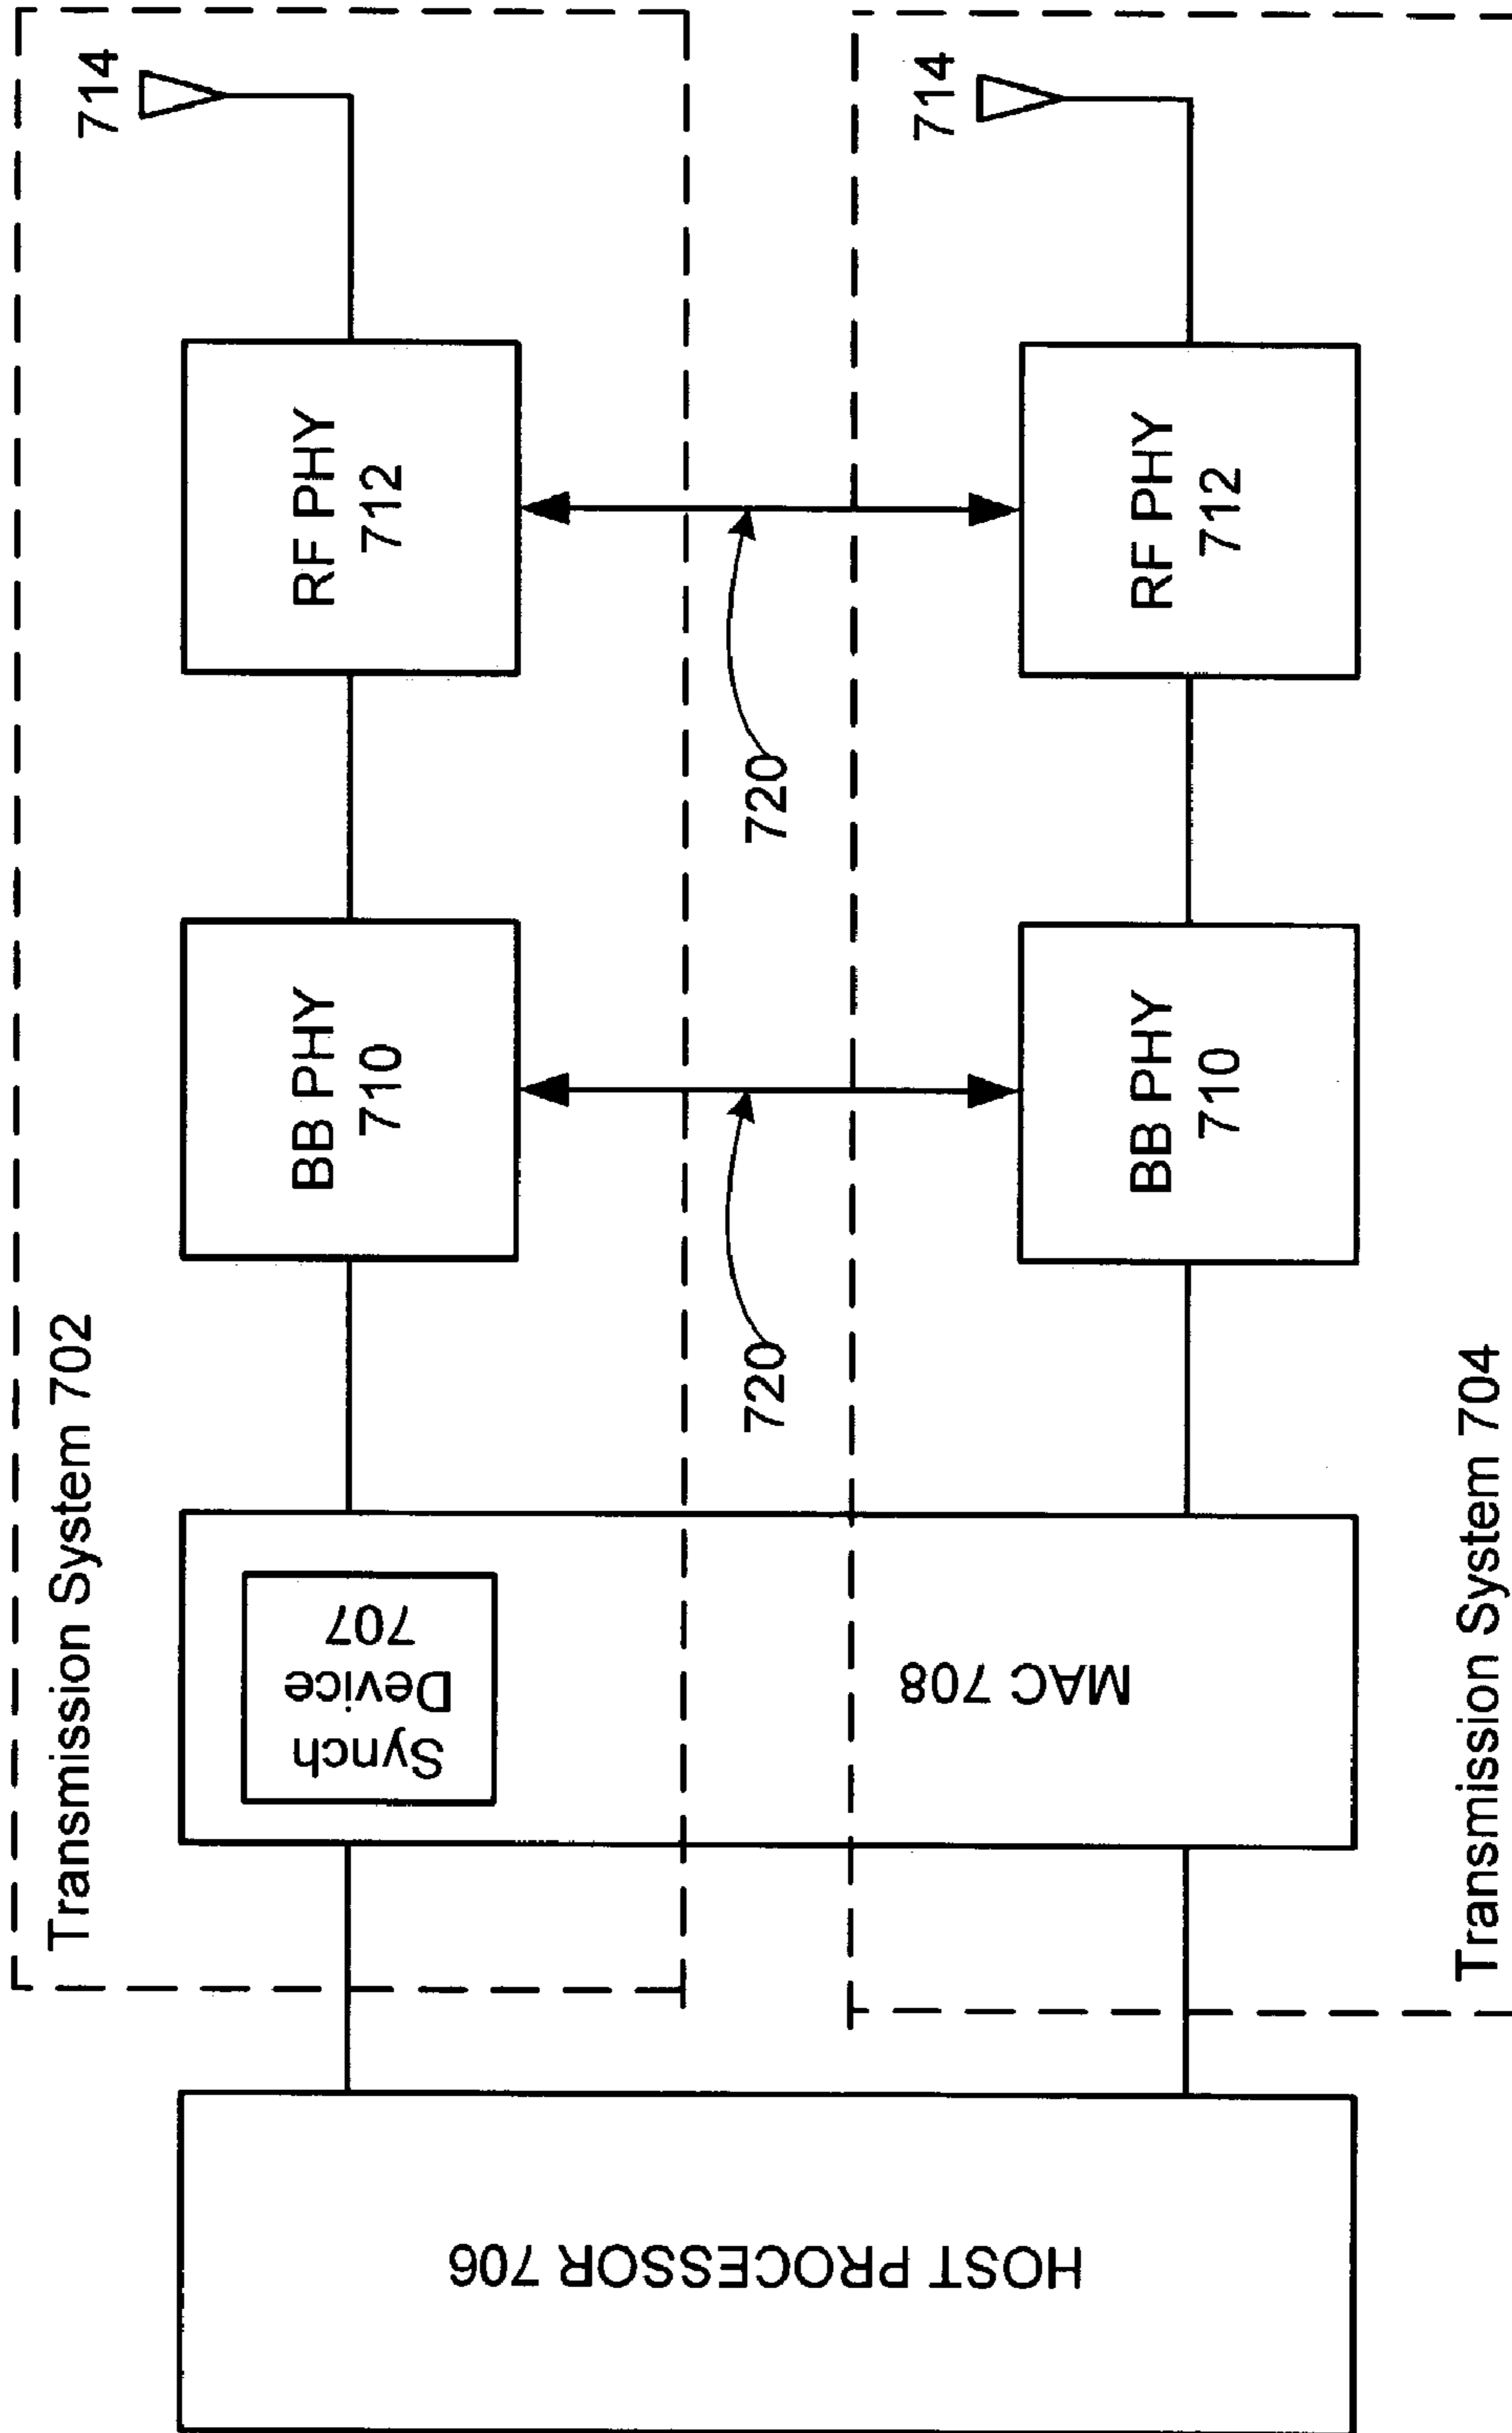 Transmission System 702
714
RF PHY
712
BB PHY
710
Synch
Device
707
MAC 708
HOST PROCESSOR 706
720
720
714
RF PHY
712
BB PHY
710
Transmission System 704